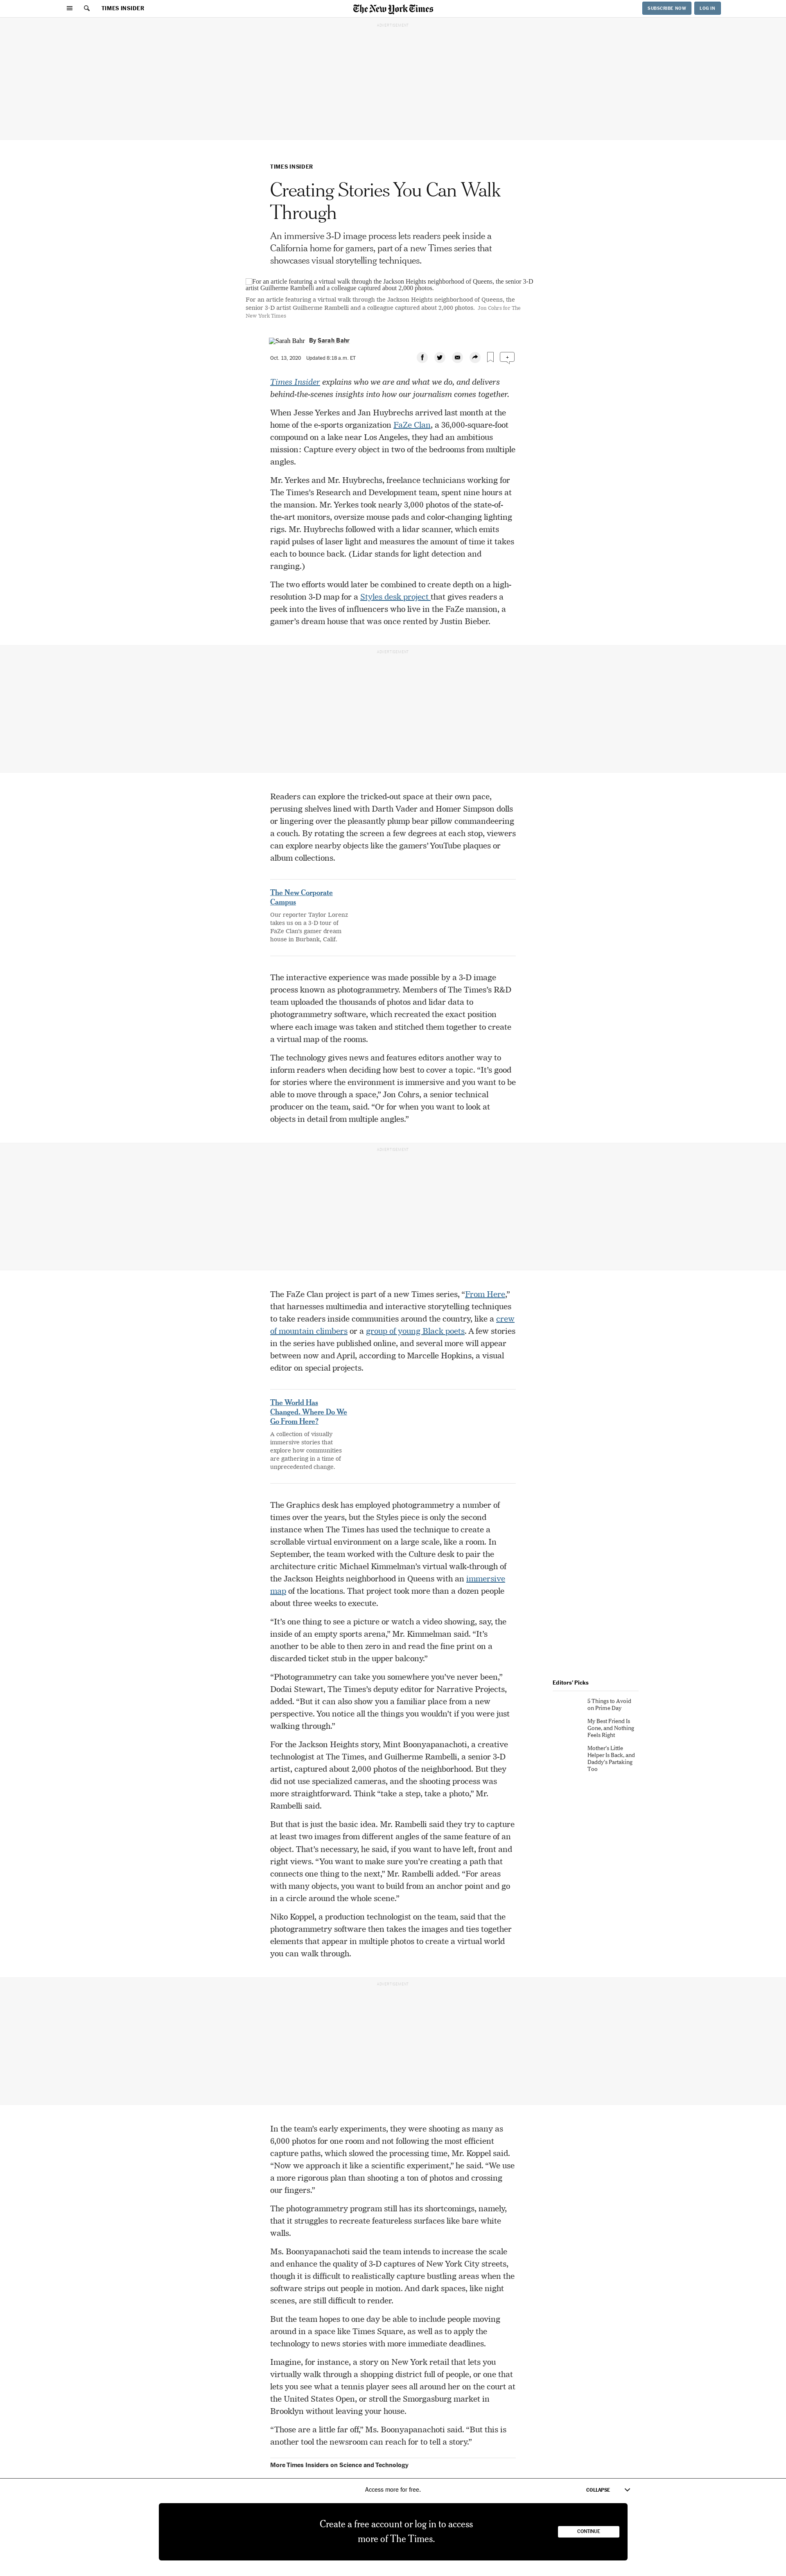 TIMES INSIDER
The New York Times
SUBSCRIBE NOW
LOG IN
ADVERTISEMENT
TIMES INSIDER
Creating Stories You Can Walk
Through
An immersive 3-D image process lets readers peek inside a
California home for gamers, part of a new Times series that
showcases visual storytelling techniques.
For an article featuring a virtual walk through the Jackson Heights neighborhood of Queens, the senior 3-D
artist Guilherme Rambelli and a colleague captured about 2,000 photos.
For an article featuring a virtual walk through the Jackson Heights neighborhood of Queens, the
senior 3-D artist Guilherme Rambelli and a colleague captured about 2,000 photos. Jon Cohrs for The
New York Times
Sarah Bahr
By Sarah Bahr
Oct. 13, 2020 Updated 8:18 a.m. ET
Times Insider explains who we are and what we do, and delivers
behind-the-scenes insights into how our journalism comes together.
When Jesse Yerkes and Jan Huybrechs arrived last month at the
home of the e-sports organization FaZe Clan, a 36,000-square-foot
compound on a lake near Los Angeles, they had an ambitious
mission: Capture every object in two of the bedrooms from multiple
angles.
Mr. Yerkes and Mr. Huybrechs, freelance technicians working for
The Times's Research and Development team, spent nine hours at
the mansion. Mr. Yerkes took nearly 3,000 photos of the state-of-
the-art monitors, oversize mouse pads and color-changing lighting
rigs. Mr. Huybrechs followed with a lidar scanner, which emits
rapid pulses of laser light and measures the amount of time it takes
each to bounce back. (Lidar stands for light detection and
ranging.)
The two efforts would later be combined to create depth on a high-
resolution 3-D map for a Styles desk project that gives readers a
peek into the lives of influencers who live in the FaZe mansion, a
gamer's dream house that was once rented by Justin Bieber.
ADVERTISEMENT
Readers can explore the tricked-out space at their own pace,
perusing shelves lined with Darth Vader and Homer Simpson dolls
or lingering over the pleasantly plump bear pillow commandeering
a couch. By rotating the screen a few degrees at each stop, viewers
can explore nearby objects like the gamers' YouTube plaques or
album collections.
The New Corporate
Campus
Our reporter Taylor Lorenz
takes us on a 3-D tour of
FaZe Clan's gamer dream
house in Burbank, Calif.
The interactive experience was made possible by a 3-D image
process known as photogrammetry. Members of The Times's R&D
team uploaded the thousands of photos and lidar data to
photogrammetry software, which recreated the exact position
where each image was taken and stitched them together to create
a virtual map of the rooms.
The technology gives news and features editors another way to
inform readers when deciding how best to cover a topic. “It's good
for stories where the environment is immersive and you want to be
able to move through a space,” Jon Cohrs, a senior technical
producer on the team, said. “Or for when you want to look at
objects in detail from multiple angles.”
ADVERTISEMENT
The FaZe Clan project is part of a new Times series, “From Here,”
that harnesses multimedia and interactive storytelling techniques
to take readers inside communities around the country, like a crew
of mountain climbers or a group of young Black poets. A few stories
in the series have published online, and several more will appear
between now and April, according to Marcelle Hopkins, a visual
editor on special projects.
The World Has
Changed, Where Do We
Go From Here?
A collection of visually
immersive stories that
explore how communities
are gathering in a time of
unprecedented change.
The Graphics desk has employed photogrammetry a number of
times over the years, but the Styles piece is only the second
instance when The Times has used the technique to create a
scrollable virtual environment on a large scale, like a room. In
September, the team worked with the Culture desk to pair the
architecture critic Michael Kimmelman's virtual walk-through of
the Jackson Heights neighborhood in Queens with an immersive
map of the locations. That project took more than a dozen people
about three weeks to execute.
“It's one thing to see a picture or watch a video showing, say, the
inside of an empty sports arena,” Mr. Kimmelman said. “It's
another to be able to then zero in and read the fine print on a
discarded ticket stub in the upper balcony.”
“Photogrammetry can take you somewhere you've never been,”
Dodai Stewart, The Times's deputy editor for Narrative Projects,
added. “But it can also show you a familiar place from a new
perspective. You notice all the things you wouldn't if you were just
walking through.”
For the Jackson Heights story, Mint Boonyapanachoti, a creative
technologist at The Times, and Guilherme Rambelli, a senior 3-D
artist, captured about 2,000 photos of the neighborhood. But they
did not use specialized cameras, and the shooting process was
more straightforward. Think “take a step, take a photo,” Mr.
Rambelli said.
But that is just the basic idea. Mr. Rambelli said they try to capture
at least two images from different angles of the same feature of an
object. That's necessary, he said, if you want to have left, front and
right views. “You want to make sure you're creating a path that
connects one thing to the next,” Mr. Rambelli added. “For areas
with many objects, you want to build from an anchor point and go
in a circle around the whole scene.”
Niko Koppel, a production technologist on the team, said that the
photogrammetry software then takes the images and ties together
elements that appear in multiple photos to create a virtual world
you can walk through.
Editors' Picks
5 Things to Avoid
on Prime Day
My Best Friend Is
Gone, and Nothing
Feels Right
Mother's Little
Helper Is Back, and
Daddy's Partaking
Too
ADVERTISEMENT
In the team's early experiments, they were shooting as many as
6,000 photos for one room and not following the most efficient
capture paths, which slowed the processing time, Mr. Koppel said.
“Now we approach it like a scientific experiment,” he said. “We use
a more rigorous plan than shooting a ton of photos and crossing
our fingers.”
The photogrammetry program still has its shortcomings, namely,
that it struggles to recreate featureless surfaces like bare white
walls.
Ms. Boonyapanachoti said the team intends to increase the scale
and enhance the quality of 3-D captures of New York City streets,
though it is difficult to realistically capture bustling areas when the
software strips out people in motion. And dark spaces, like night
scenes, are still difficult to render.
But the team hopes to one day be able to include people moving
around in a space like Times Square, as well as to apply the
technology to news stories with more immediate deadlines.
Imagine, for instance, a story on New York retail that lets you
virtually walk through a shopping district full of people, or one that
lets you see what a tennis player sees all around her on the court at
the United States Open, or stroll the Smorgasburg market in
Brooklyn without leaving your house.
“Those are a little far off,” Ms. Boonyapanachoti said. “But this is
another tool the newsroom can reach for to tell a story.”
More Times Insiders on Science and Technology
Access more for free.
COLLAPSE
Create a free account or log in to access
more of The Times.
CONTINUE